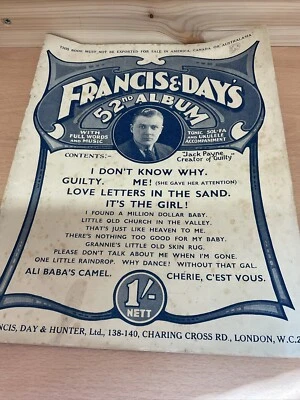 THIS BOOK MUST NOT BE EXPORTED FOR SALE IN AMERICA, CANADA OR AUSTRALASIA
FRANCIS & DAY'S
52ND ALBUM
WITH
FULL WORDS
AND MUSIC
TONIC SOL-FA
AND UKULELE
ACCOMPANIMENT
CONTENTS:-
"Jack Payne
Creator of "Guilty"
I DON'T KNOW WHY.
GUILTY. ME! (SHE GAVE HER ATTENTION)
LOVE LETTERS IN THE SAND.
IT'S THE GIRL!
I FOUND A MILLION DOLLAR BABY.
LITTLE OLD CHURCH IN THE VALLEY.
THAT'S JUST LIKE HEAVEN TO ME.
THERE'S NOTHING TOO GOOD FOR MY BABY.
GRANNIE'S LITTLE OLD SKIN RUG.
PLEASE DON'T TALK ABOUT ME WHEN I'M GONE.
ONE LITTLE RAINDROP. WHY DANCE? WITHOUT THAT GAL.
ALI BABA'S CAMEL. CHÉRIE, C'EST VOUS.
1/-
NETT
NCIS, DAY & HUNTER, Ltd., 138-140, CHARING CROSS RD., LONDON, W.C.2